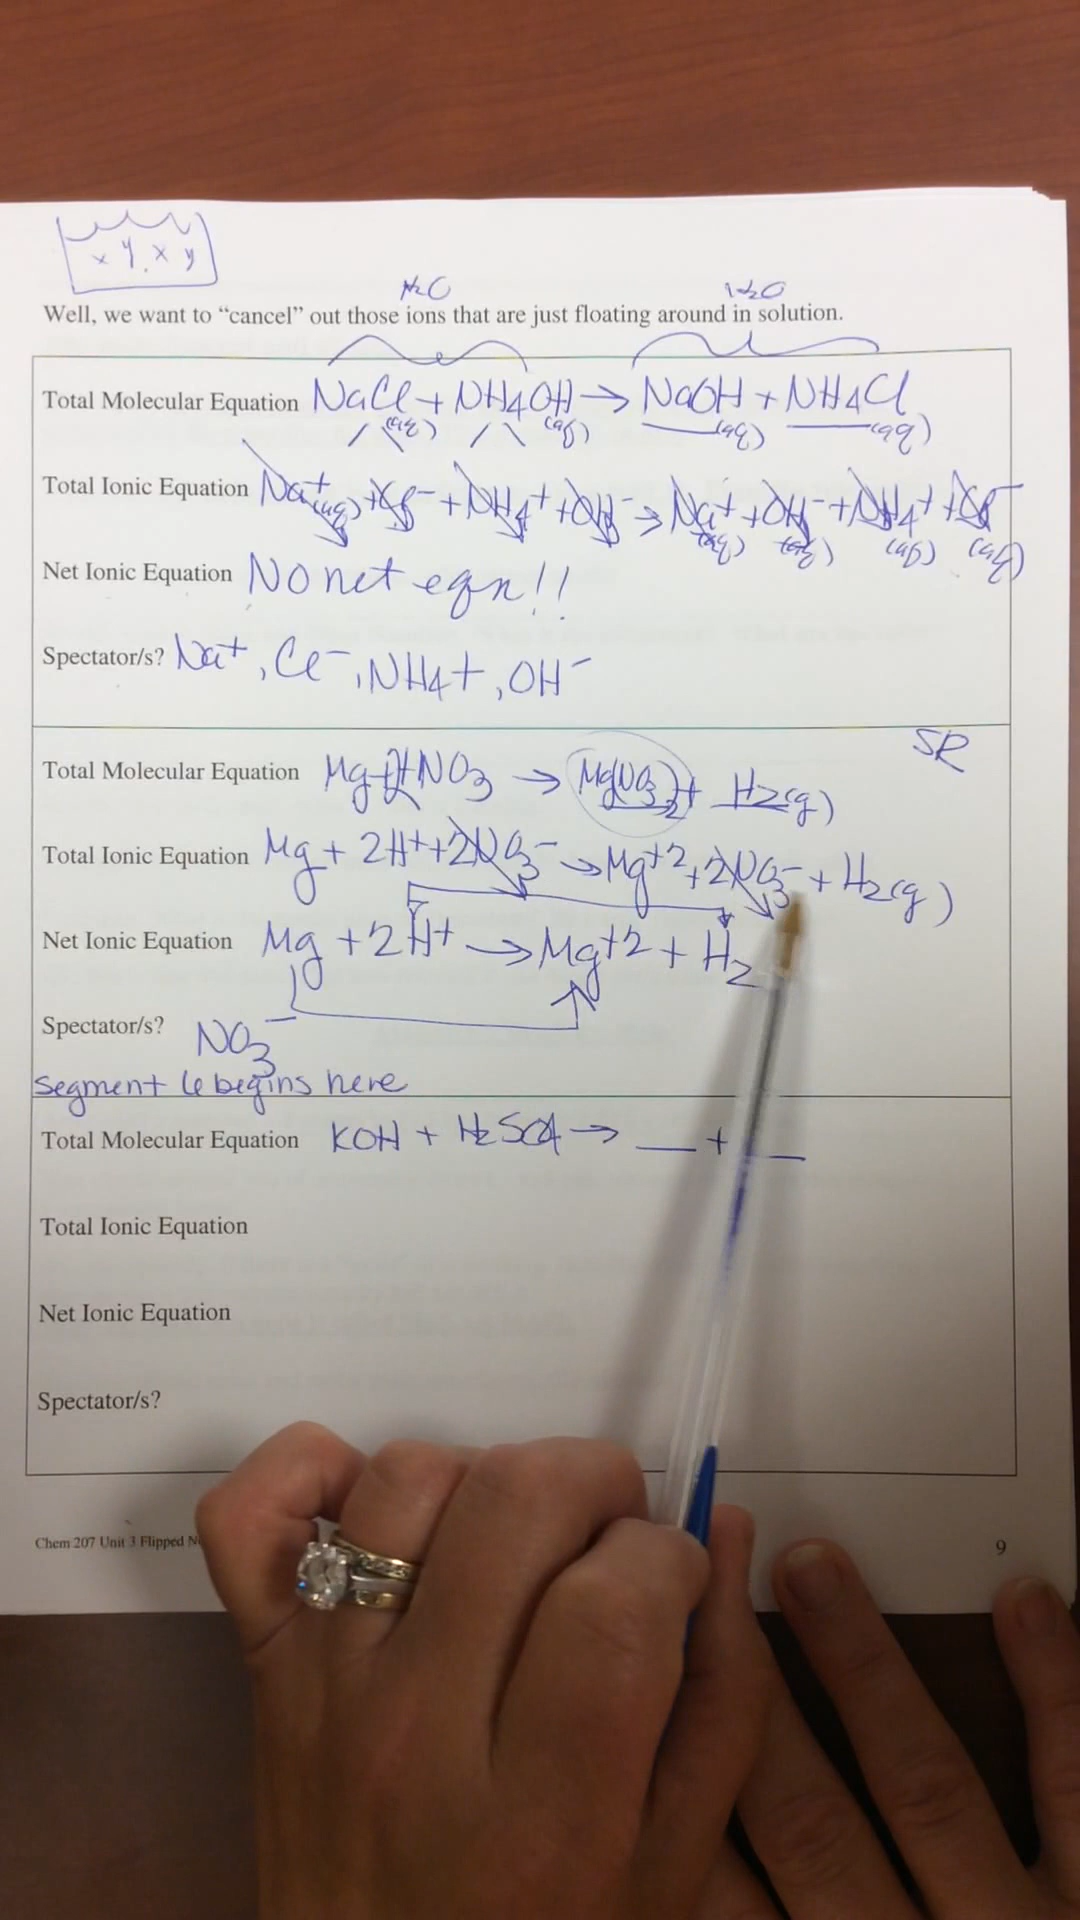 x y x y
H2O H2O
Well, we want to “cancel” out those ions that are just floating around in solution.
Total Molecular Equation NaCl + NH4OH → NaOH + NH4Cl
(aq) (aq) (aq) (aq)
Total Ionic Equation Na+ + Cl- + NH4+ + OH- → Na+ + OH- + NH4+ + Cl-
(aq) (aq) (aq) (aq) (aq)
Net Ionic Equation No net eqn!!
Spectator/s? Na+, Cl-, NH4+, OH-
SR
Total Molecular Equation Mg + 2HNO3 → Mg(NO3)2 + H2(g)
Total Ionic Equation Mg + 2H+ + 2NO3- → Mg+2 + 2NO3- + H2(g)
Net Ionic Equation Mg + 2H+ → Mg+2 + H2
Spectator/s? NO3-
Segment 6 begins here
Total Molecular Equation KOH + H2SO4 → __ + __
Total Ionic Equation
Net Ionic Equation
Spectator/s?
Chem 207 Unit 3 Flipped
9